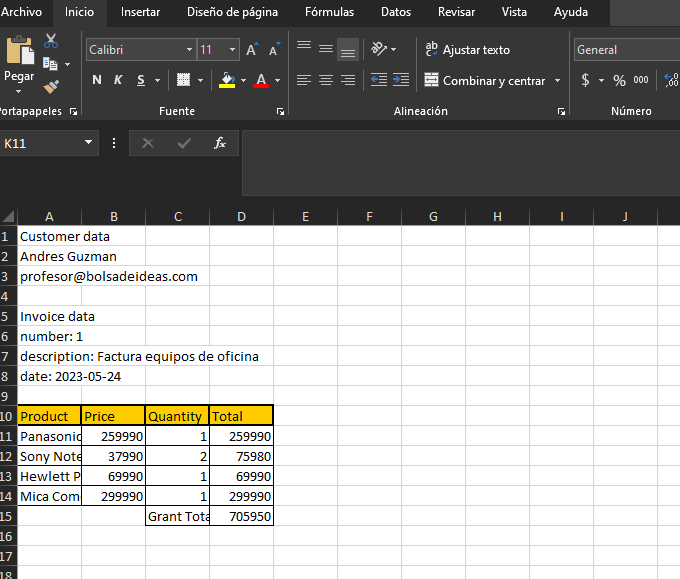 Archivo Inicio Insertar Diseño de página Fórmulas Datos Revisar Vista Ayuda
Pegar Calibri 11 A A ab Ajustar texto General
N K S A Combinar y centrar $ % 000
Portapapeles Fuente Alineación Número
K11 fx
A B C D E F G H I J
1 Customer data
2 Andres Guzman
3 profesor@bolsadeideas.com
4
5 Invoice data
6 number: 1
7 description: Factura equipos de oficina
8 date: 2023-05-24
9
10 Product Price Quantity Total
11 Panasonic 259990 1 259990
12 Sony Note 37990 2 75980
13 Hewlett P 69990 1 69990
14 Mica Com 299990 1 299990
15 Grant Tota 705950
16
17
18